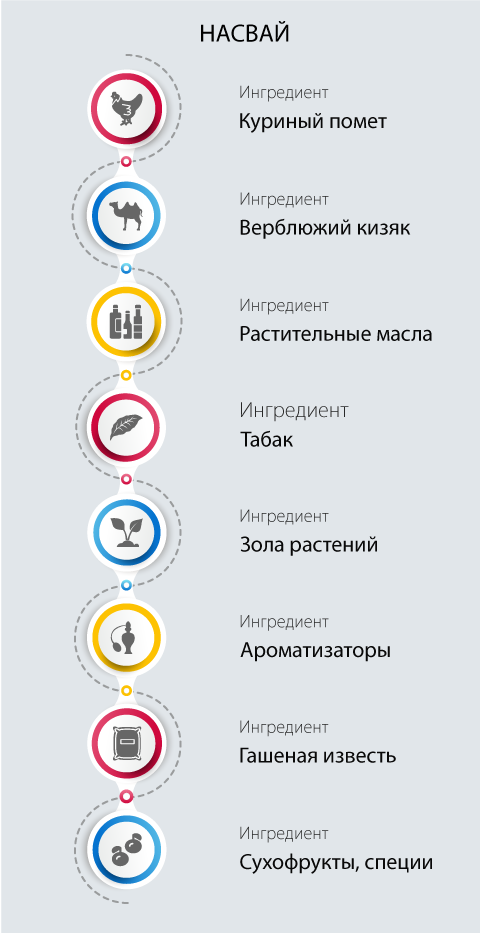 НАСВАЙ
Ингредиент
Куриный помет
Ингредиент
Верблюжий кизяк
Ингредиент
Растительные масла
Ингредиент
Табак
Ингредиент
Зола растений
Ингредиент
Ароматизаторы
Ингредиент
Гашеная известь
Ингредиент
Сухофрукты, специи